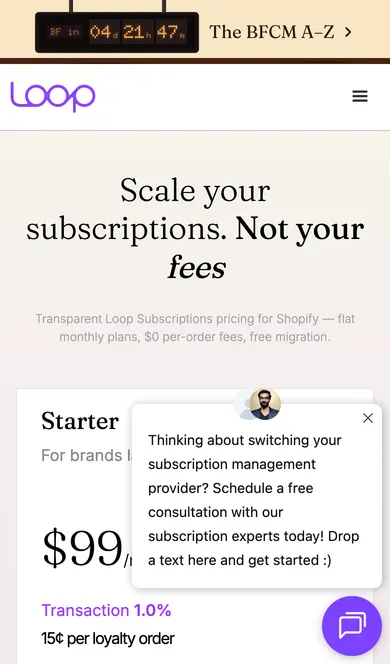 BF in 04d 21h 47m
The BFCM A–Z
Loop
Scale your
subscriptions. Not your
fees
Transparent Loop Subscriptions pricing for Shopify — flat
monthly plans, $0 per-order fees, free migration.
Starter
For brands
Thinking about switching your
subscription management
provider? Schedule a free
consultation with our
subscription experts today! Drop
a text here and get started :)
$99/
Transaction 1.0%
15¢ per loyalty order